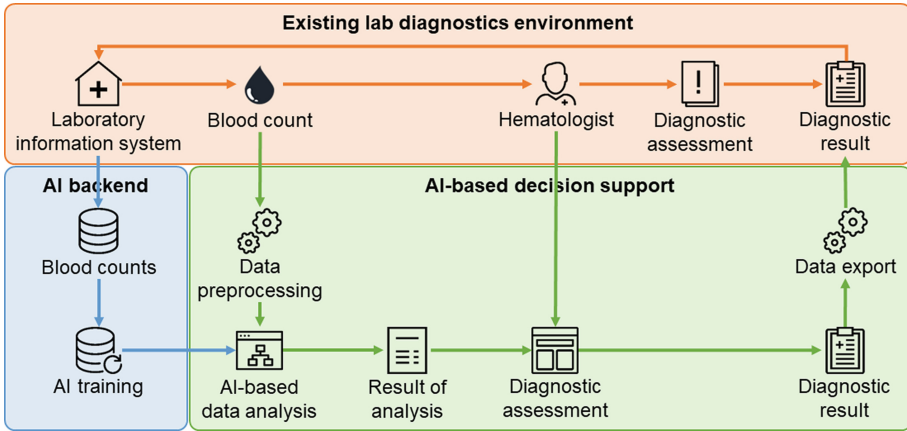 Existing lab diagnostics environment
Laboratory
information system
Blood count
Hematologist
Diagnostic
assessment
Diagnostic
result
AI backend
AI-based decision support
Blood counts
Data
preprocessing
Data export
AI training
AI-based
data analysis
Result of
analysis
Diagnostic
assessment
Diagnostic
result